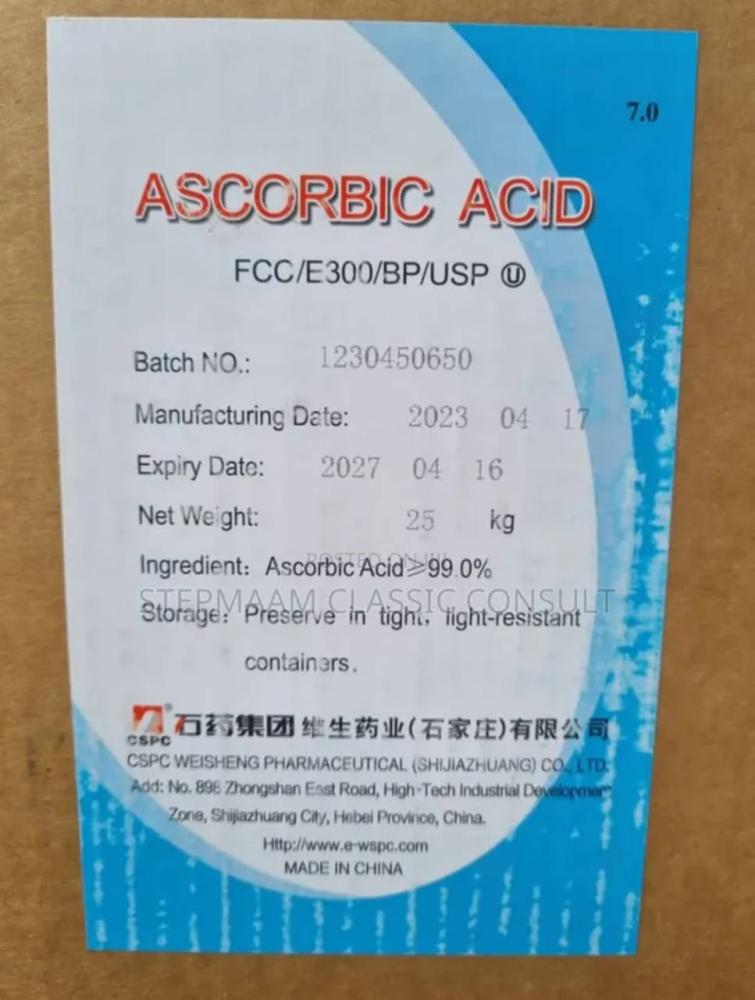 7.0
ASCORBIC ACID
FCC/E300/BP/USP Ⓤ
Batch NO.: 1230450650
Manufacturing Date: 2023 04 17
Expiry Date: 2027 04 16
Net Weight: 25 kg
POSTED ON JIJI
Ingredient: Ascorbic Acid≥99.0%
STEPMAAM CLASSIC CONSULT
Storage: Preserve in tight, light-resistant
containers.
CSPC® 石药集团 维生药业(石家庄)有限公司
CSPC WEISHENG PHARMACEUTICAL (SHIJIAZHUANG) CO., LTD.
Add: No. 896 Zhongshan East Road, High-Tech Industrial Development
Zone, Shijiazhuang City, Hebei Province, China.
Http://www.e-wspc.com
MADE IN CHINA